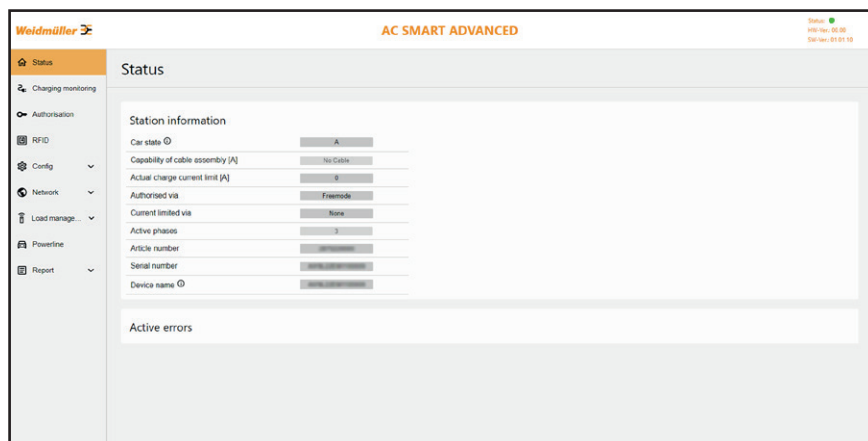 Weidmüller
AC SMART ADVANCED
Status:
HW-Ver.: 00.00
SW-Ver.: 01.01.10
Status
Charging monitoring
Authorisation
RFID
Config
Network
Load manage...
Powerline
Report
Status
Station information
Car state A
Capability of cable assembly [A] No Cable
Actual charge current limit [A] 0
Authorised via Freemode
Current limited via None
Active phases 3
Article number
Serial number
Device name
Active errors